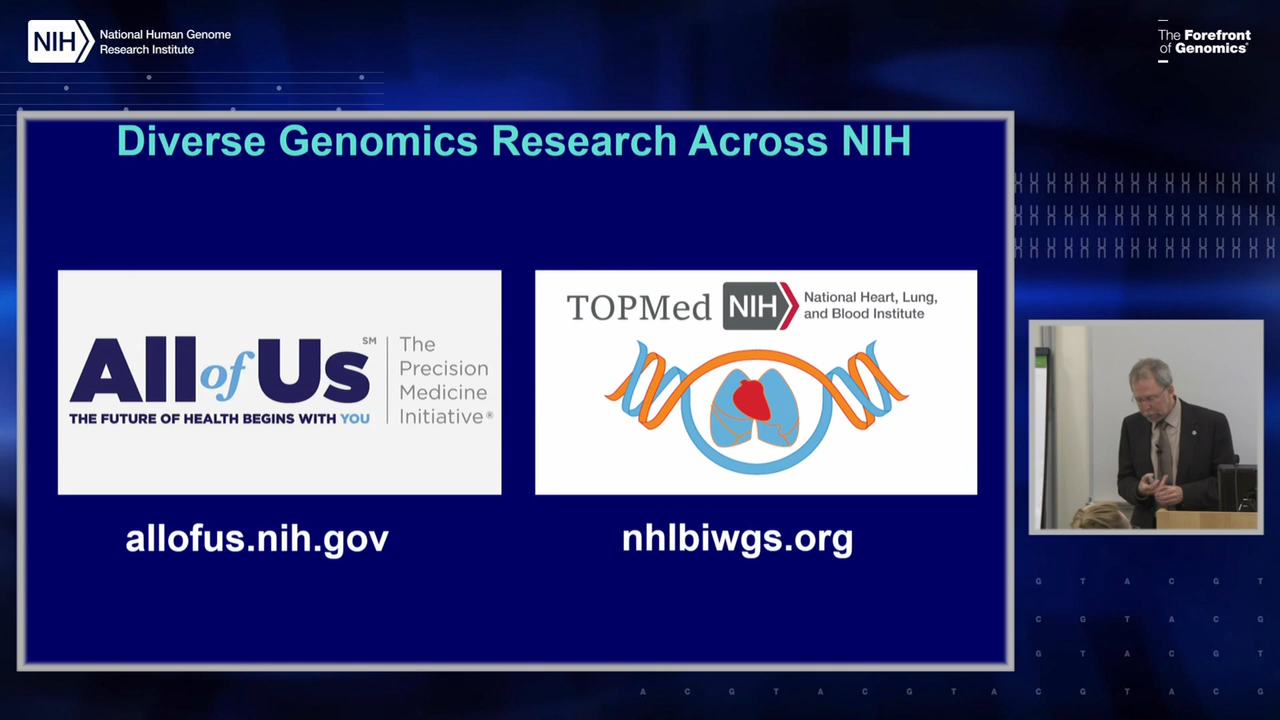 NIH
National Human Genome
Research Institute
The Forefront
of Genomics®
Diverse Genomics Research Across NIH
All of Us SM
THE FUTURE OF HEALTH BEGINS WITH YOU
The
Precision
Medicine
Initiative®
TOPMed NIH
National Heart, Lung,
and Blood Institute
allofus.nih.gov
nhlbiwgs.org
G T A C G T
C G T A C G
G T A C G T
A C G T A C G T A C G T A C G